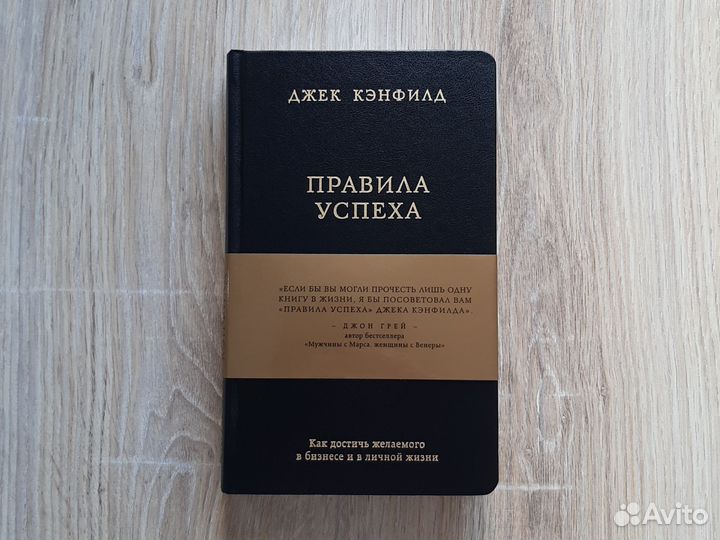 ДЖЕК КЭНФИЛД
ПРАВИЛА
УСПЕХА
«ЕСЛИ БЫ ВЫ МОГЛИ ПРОЧЕСТЬ ЛИШЬ ОДНУ
КНИГУ В ЖИЗНИ, Я БЫ ПОСОВЕТОВАЛ ВАМ
«ПРАВИЛА УСПЕХА» ДЖЕКА КЭНФИЛДА».
– ДЖОН ГРЕЙ –
автор бестселлера
«Мужчины с Марса, женщины с Венеры»
Как достичь желаемого
в бизнесе и в личной жизни
Avito